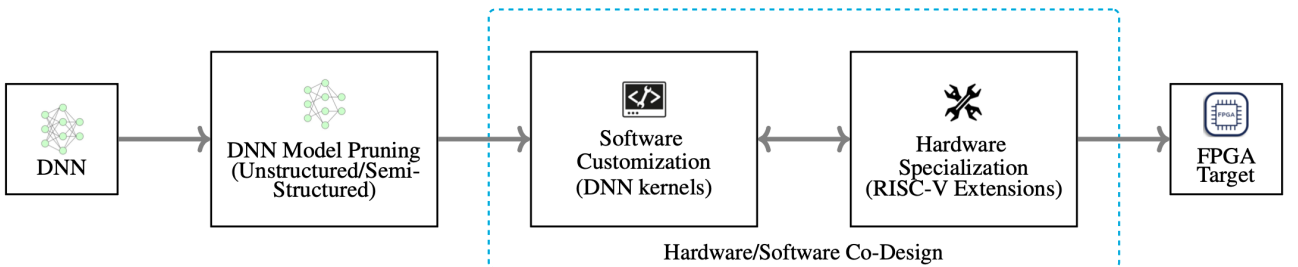 DNN
DNN Model Pruning
(Unstructured/Semi-
Structured)
</>
Software
Customization
(DNN kernels)
Hardware
Specialization
(RISC-V Extensions)
FPGA
FPGA
Target
Hardware/Software Co-Design